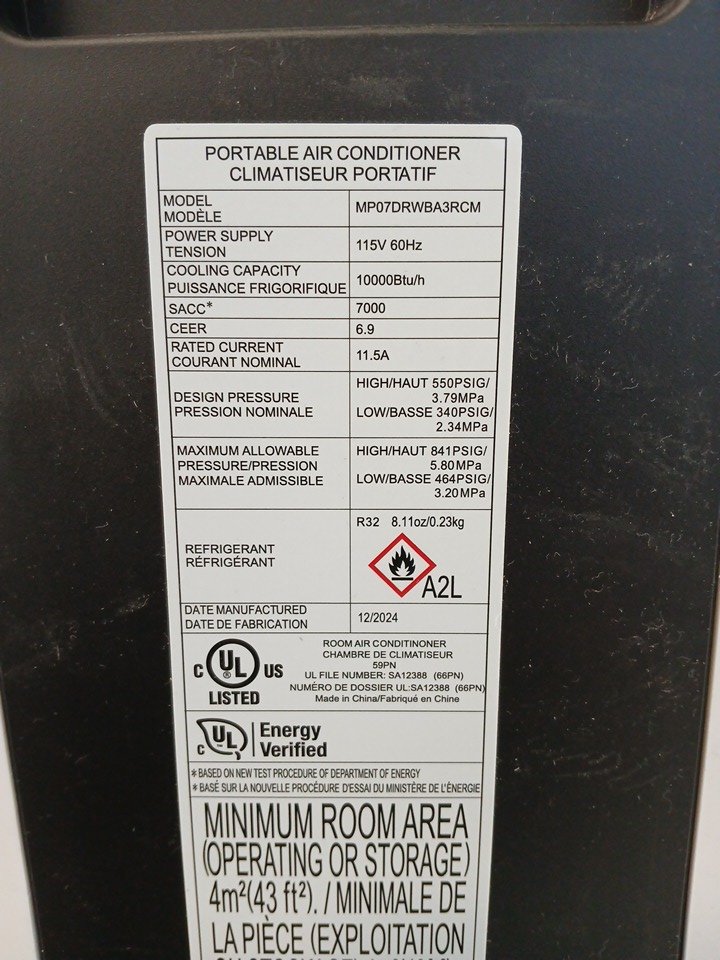 PORTABLE AIR CONDITIONER
CLIMATISEUR PORTATIF
MODEL
MODÈLE
MP07DRWBA3RCM
POWER SUPPLY
TENSION
115V 60Hz
COOLING CAPACITY
PUISSANCE FRIGORIFIQUE
10000Btu/h
SACC*
7000
CEER
6.9
RATED CURRENT
COURANT NOMINAL
11.5A
DESIGN PRESSURE
PRESSION NOMINALE
HIGH/HAUT 550PSIG/
3.79MPa
LOW/BASSE 340PSIG/
2.34MPa
MAXIMUM ALLOWABLE
PRESSURE/PRESSION
MAXIMALE ADMISSIBLE
HIGH/HAUT 841PSIG/
5.80MPa
LOW/BASSE 464PSIG/
3.20MPa
REFRIGERANT
RÉFRIGÉRANT
R32 8.11oz/0.23kg
A2L
DATE MANUFACTURED
DATE DE FABRICATION
12/2024
C UL US
LISTED
ROOM AIR CONDITINONER
CHAMBRE DE CLIMATISEUR
59PN
UL FILE NUMBER: SA12388 (66PN)
NUMÉRO DE DOSSIER UL:SA12388 (66PN)
Made in China/Fabriqué en Chine
C UL
Energy
Verified
*BASED ON NEW TEST PROCEDURE OF DEPARTMENT OF ENERGY
*BASÉ SUR LA NOUVELLE PROCÉDURE D'ESSAI DU MINISTÈRE DE L'ÉNERGIE
MINIMUM ROOM AREA
(OPERATING OR STORAGE)
4m²(43 ft²). / MINIMALE DE
LA PIÈCE (EXPLOITATION